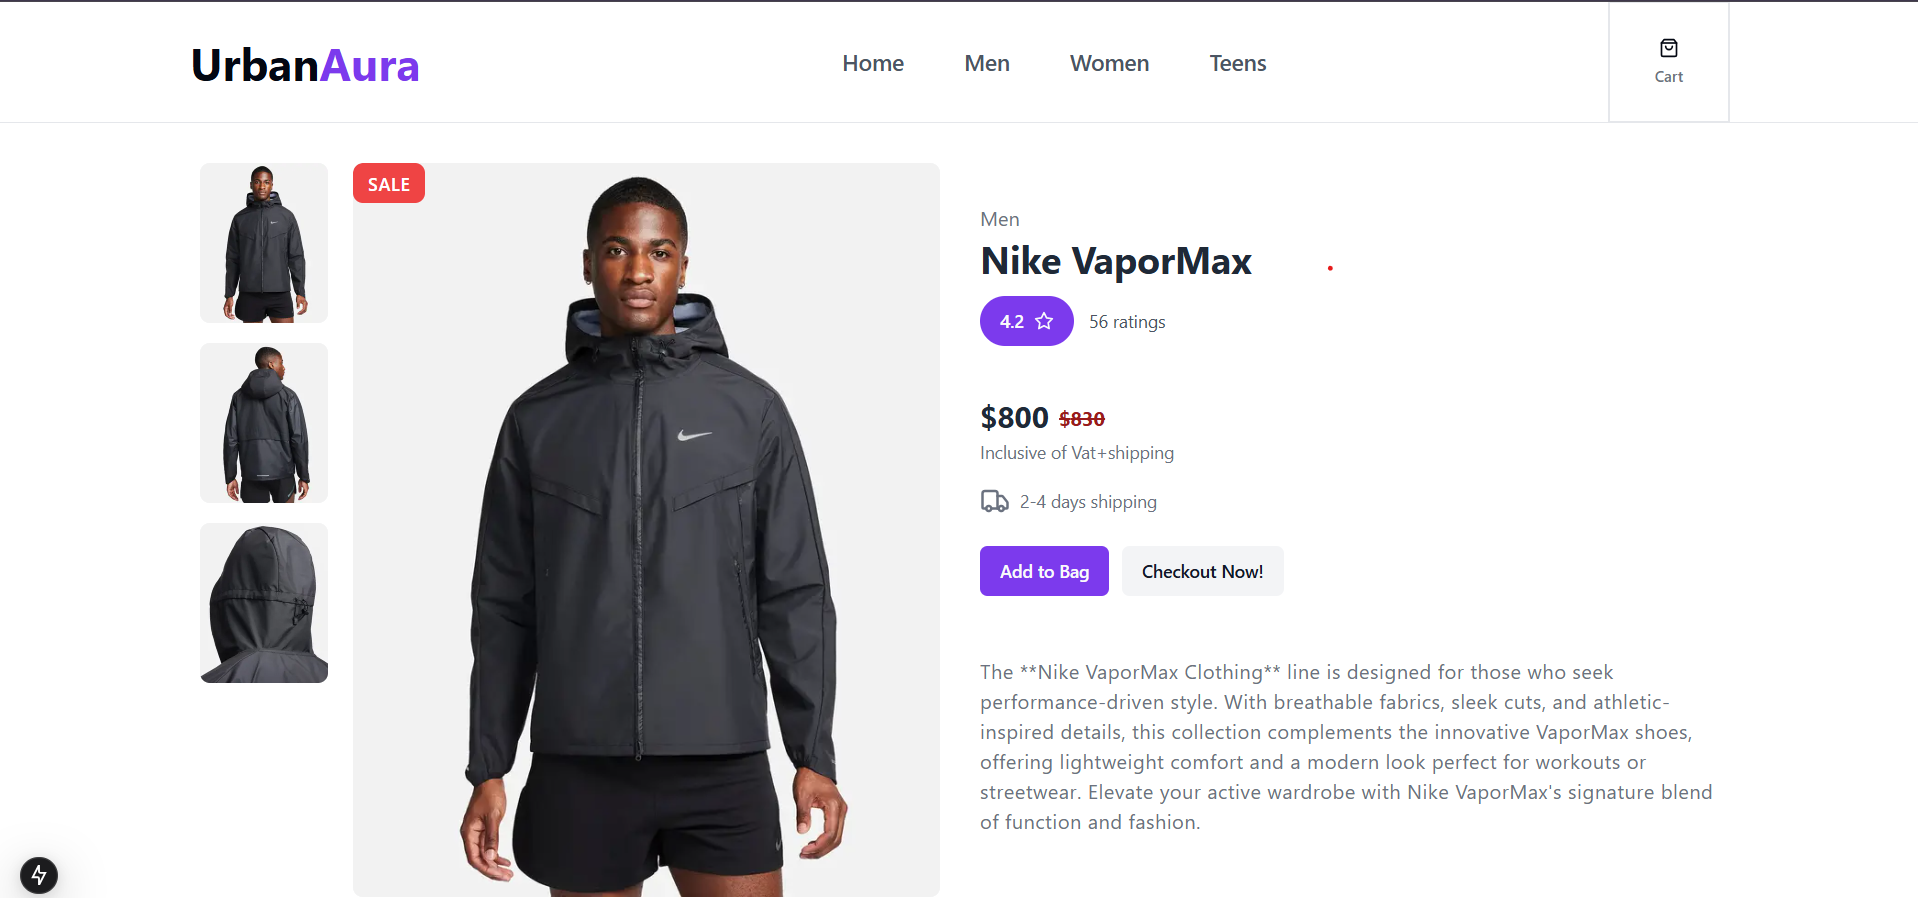 UrbanAura
Home Men Women Teens
Cart
SALE
Men
Nike VaporMax
4.2 56 ratings
$800 $830
Inclusive of Vat+shipping
2-4 days shipping
Add to Bag Checkout Now!
The **Nike VaporMax Clothing** line is designed for those who seek
performance-driven style. With breathable fabrics, sleek cuts, and athletic-
inspired details, this collection complements the innovative VaporMax shoes,
offering lightweight comfort and a modern look perfect for workouts or
streetwear. Elevate your active wardrobe with Nike VaporMax's signature blend
of function and fashion.